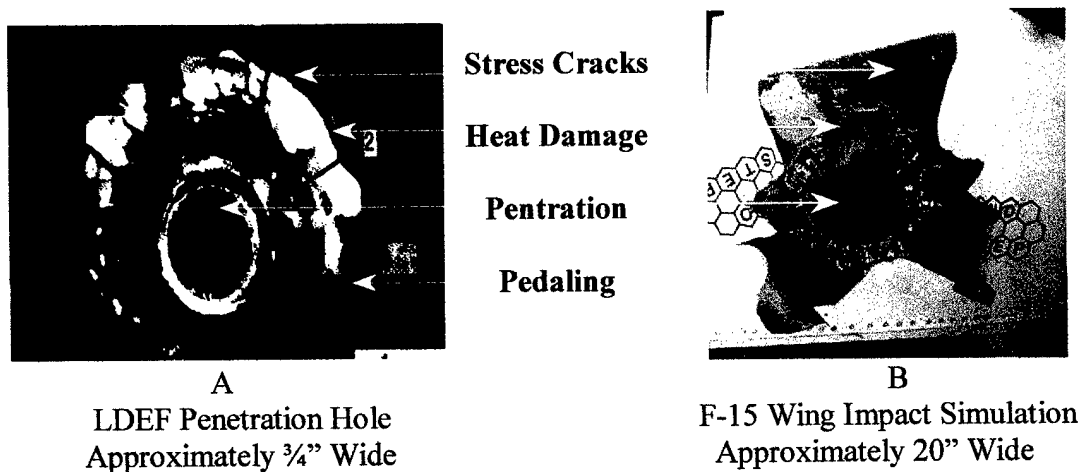 Stress Cracks
Heat Damage
2
Pentration
Pedaling
A
LDEF Penetration Hole
Approximately ¾” Wide
B
F-15 Wing Impact Simulation
Approximately 20” Wide